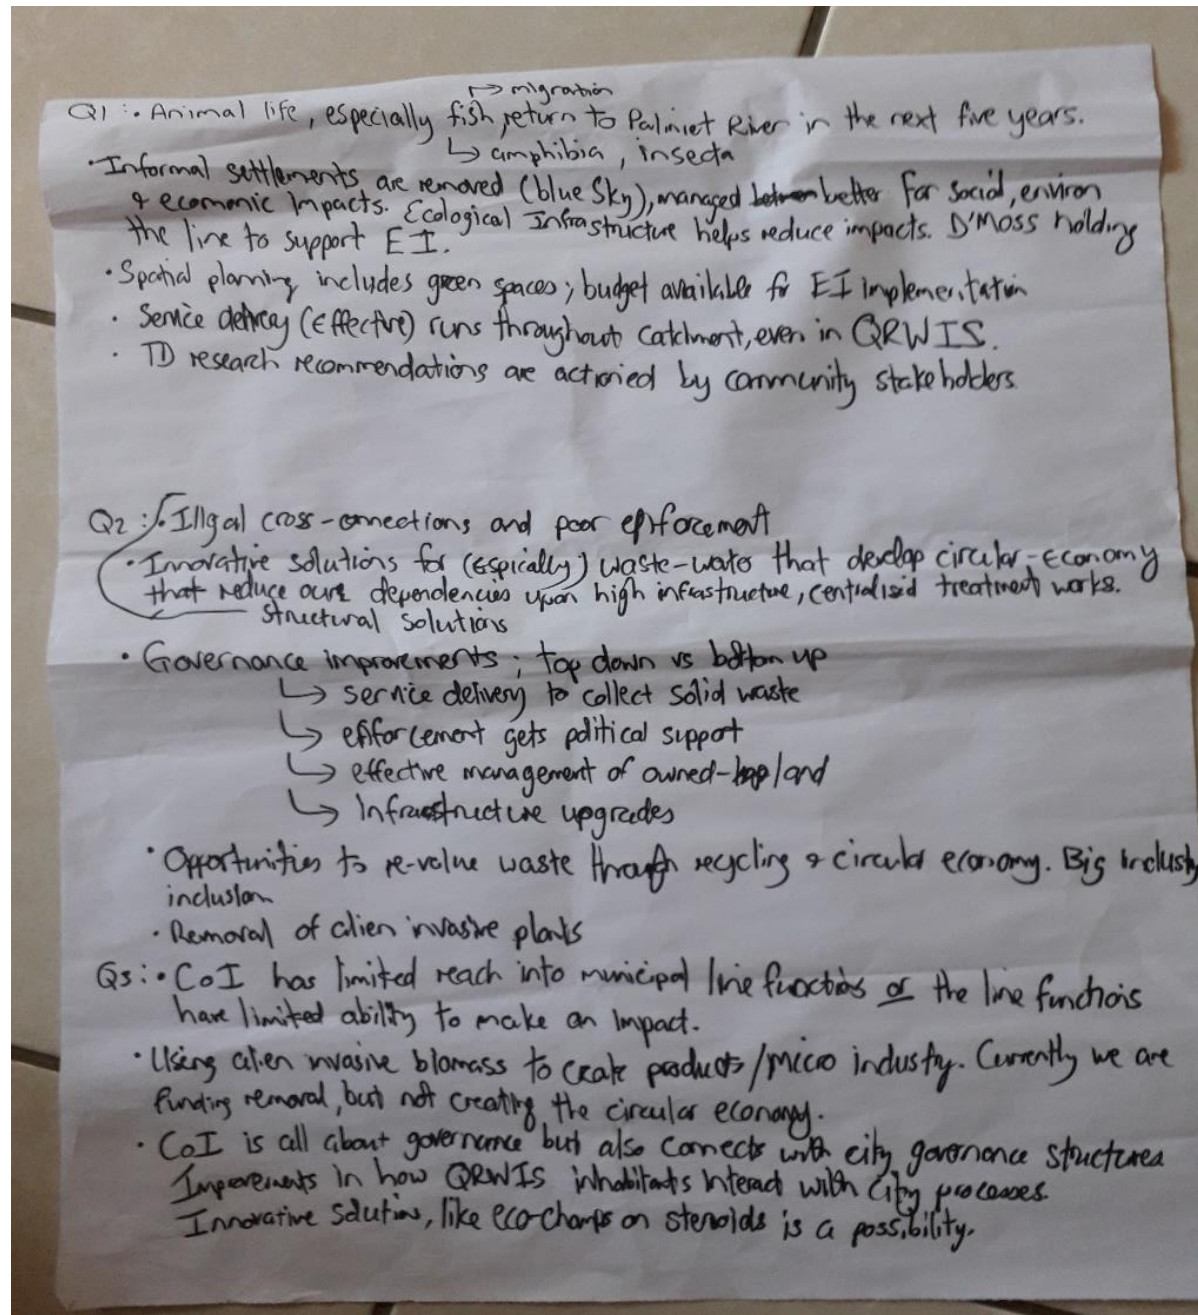 ↳ migration
Q1 :• Animal life, especially fish, return to Palmiet River in the next five years.
↳ amphibia, insecta
• Informal settlements are removed (blue sky), managed better for social, environ
& ecomonic impacts. Ecological Infrastructure helps reduce impacts. D'MOSS holding
the line to support EI.
• Spatial planning includes green spaces; budget available for EI implementation
• Service delivery (effective) runs throughout catchment, even in QRWIS.
• TD research recommendations are actioned by community stakeholders.
Q2 :• Illgal cross-onnections and poor enforcement
• Innovative solutions for (espically) waste-water that develop circular-economy
that reduce our dependencies upon high infrastructure, centralised treatment works.
structural solutions
• Governance improvements; top down vs bottom up
↳ service delivery to collect solid waste
↳ enforcement gets political support
↳ effective management of owned-land
↳ Infrastructure upgrades
• Opportunities to re-value waste through recycling & circular economy. Big industry
inclusion
• Removal of alien invasive plants
Q3 :• CoI has limited reach into municipal line functions or the line functions
have limited ability to make an impact.
• Using alien invasive biomass to create products/micro industry. Currently we are
funding removal, but not creating the circular economy.
• CoI is all about governance but also connects with city governance structures
Improvements in how QRWIS inhabitants interact with city processes.
Innovative solutions, like eco-champs on steroids is a possibility.